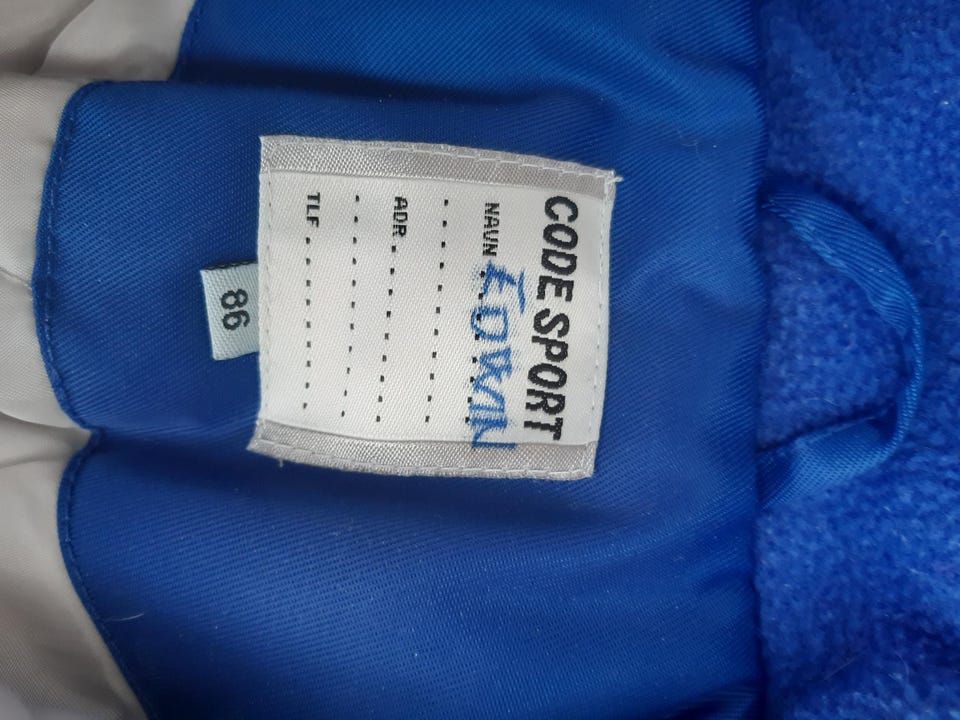 CODE SPORT
NAVN EDWIN
ADR.
TLF.
86